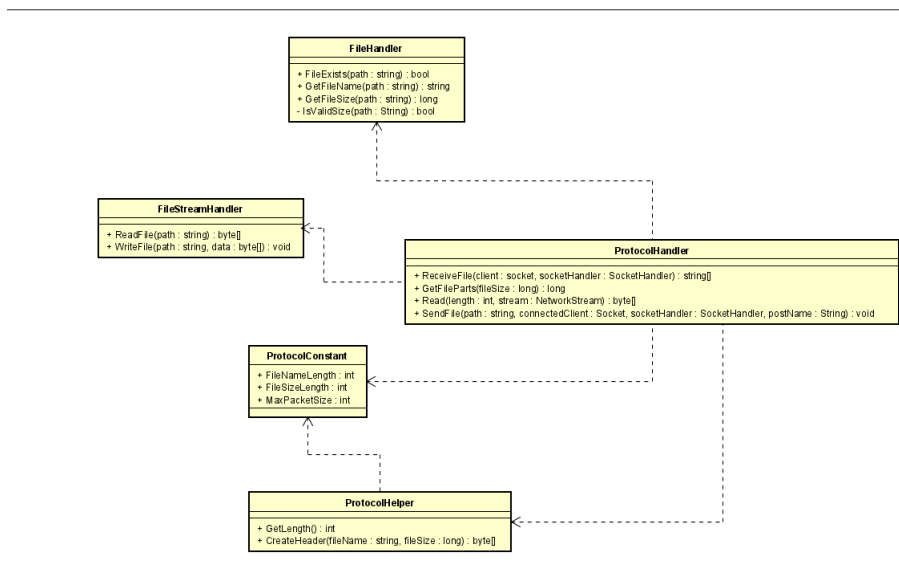 FileHandler
+ FileExists(path : string) : bool
+ GetFileName(path : string) : string
+ GetFileSize(path : string) : long
- IsValidSize(path : String) : bool
FileStreamHandler
+ ReadFile(path : string) : byte[]
+ WriteFile(path : string, data : byte[]) : void
ProtocolHandler
+ ReceiveFile(client : socket, socketHandler : SocketHandler) : string[]
+ GetFileParts(fileSize : long) : long
+ Read(length : int, stream : NetworkStream) : byte[]
+ SendFile(path : string, connectedClient : Socket, socketHandler : SocketHandler, postName : String) : void
ProtocolConstant
+ FileNameLength : int
+ FileSizeLength : int
+ MaxPacketSize : int
ProtocolHelper
+ GetLength() : int
+ CreateHeader(fileName : string, fileSize : long) : byte[]